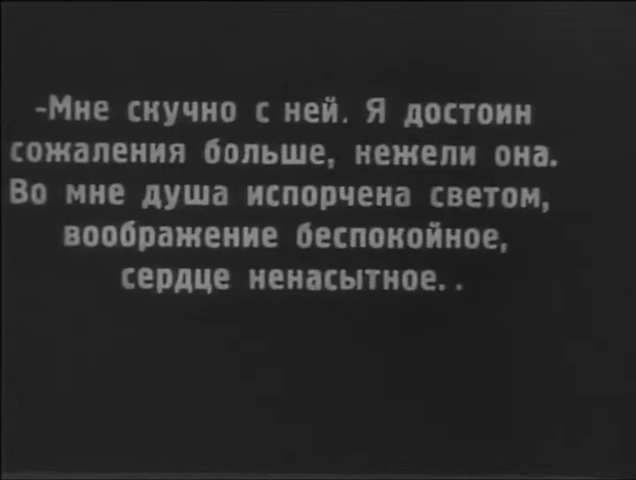 -Мне скучно с ней. Я достоин
сожаления больше, нежели она.
Во мне душа испорчена светом,
воображение беспокойное,
сердце ненасытное. .